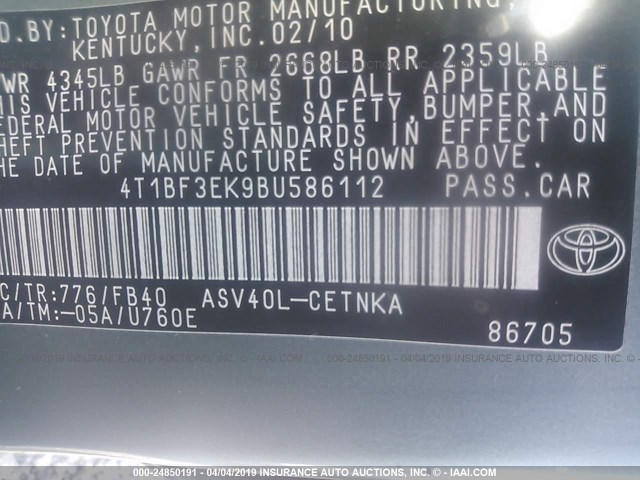 D.BY: TOYOTA MOTOR MANUFACTURING,
KENTUCKY, INC. 02/10
WR 4345LB GAWR FR 2668LB RR 2359LB
HIS VEHICLE CONFORMS TO ALL APPLICABLE
FEDERAL MOTOR VEHICLE SAFETY, BUMPER, AND
HEFT PREVENTION STANDARDS IN EFFECT ON
HE DATE OF MANUFACTURE SHOWN ABOVE.
4T1BF3EK9BU586112 PASS.CAR
C/TR:776/FB40 ASV40L-CETNKA
A/TM:-05A/U760E
86705
000-24850191 - 04/04/2019 INSURANCE AUTO AUCTIONS INC. - © IAAI.COM